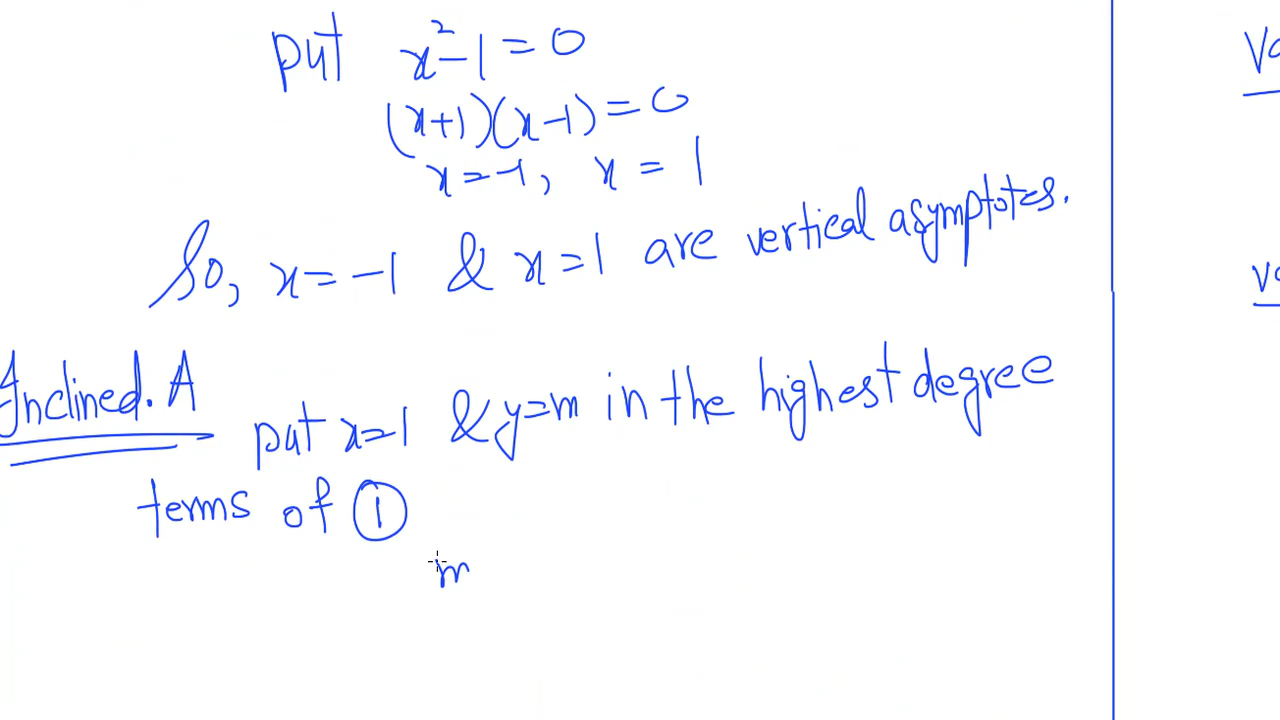 put x²-1=0
(x+1)(x-1)=0
x=-1, x=1
So, x=-1 & x=1 are vertical asymptotes.
Inclined. A
put x=1 & y=m in the highest degree
terms of ①
m